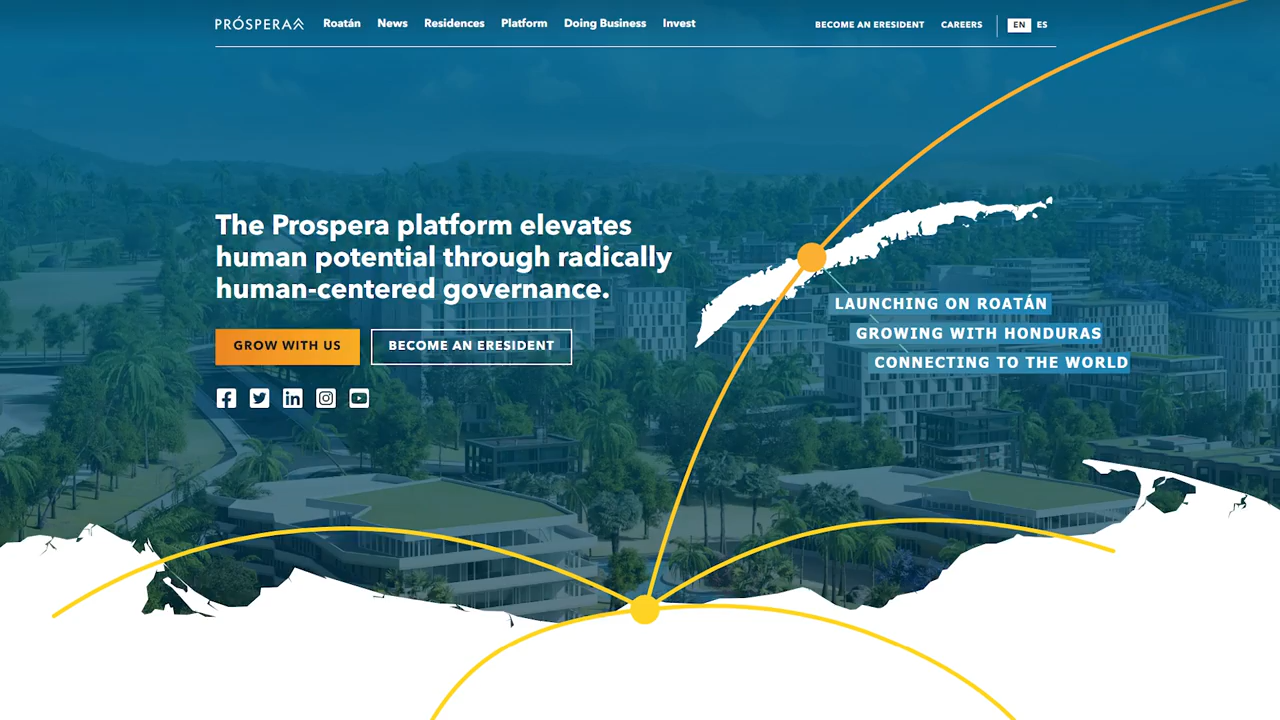 PRÓSPERA
Roatán News Residences Platform Doing Business Invest
BECOME AN ERESIDENT CAREERS EN ES
The Prospera platform elevates
human potential through radically
human-centered governance.
GROW WITH US BECOME AN ERESIDENT
LAUNCHING ON ROATÁN
GROWING WITH HONDURAS
CONNECTING TO THE WORLD